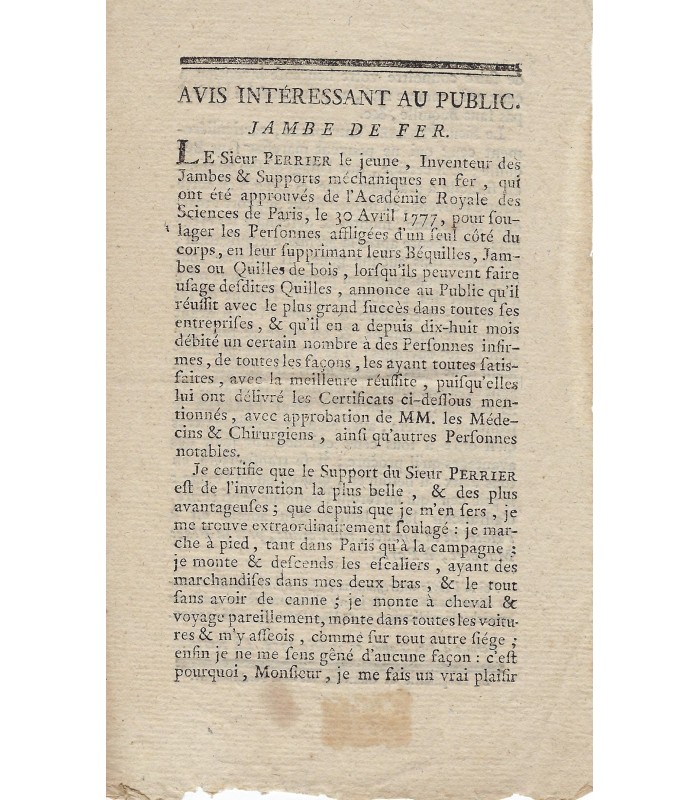 AVIS INTÉRESSANT AU PUBLIC.
JAMBE DE FER.
LE Sieur PERRIER le jeune, Inventeur des
Jambes & Supports méchaniques en fer, qui
ont été approuvés de l'Académie Royale des
Sciences de Paris, le 30 Avril 1777, pour ſou-
lager les Perſonnes affligées d'un ſeul côté du
corps, en leur ſupprimant leurs Béquilles, Jam-
bes ou Quilles de bois, lorſqu'ils peuvent faire
uſage deſdites Quilles, annonce au Public qu'il
réuſſit avec le plus grand ſuccès dans toutes ſes
entrepriſes, & qu'il en a depuis dix-huit mois
débité un certain nombre à des Perſonnes infir-
mes, de toutes les façons, les ayant toutes ſatis-
faites, avec la meilleure réuſſite, puiſqu'elles
lui ont délivré les Certificats ci-deſſous men-
tionnés, avec approbation de MM. les Méde-
cins & Chirurgiens, ainſi qu'autres Perſonnes
notables.
Je certifie que le Support du Sieur PERRIER
eſt de l'invention la plus belle, & des plus
avantageuſes; que depuis que je m'en ſers, je
me trouve extraordinairement ſoulagé: je mar-
che à pied, tant dans Paris qu'à la campagne;
je monte & deſcends les eſcaliers, ayant des
marchandiſes dans mes deux bras, & le tout
ſans avoir de canne; je monte à cheval &
voyage pareillement, monte dans toutes les voitu-
res & m'y aſſeois, comme ſur tout autre ſiége;
enfin je ne me ſens gêné d'aucune façon: c'eſt
pourquoi, Monſieur, je me fais un vrai plaiſir